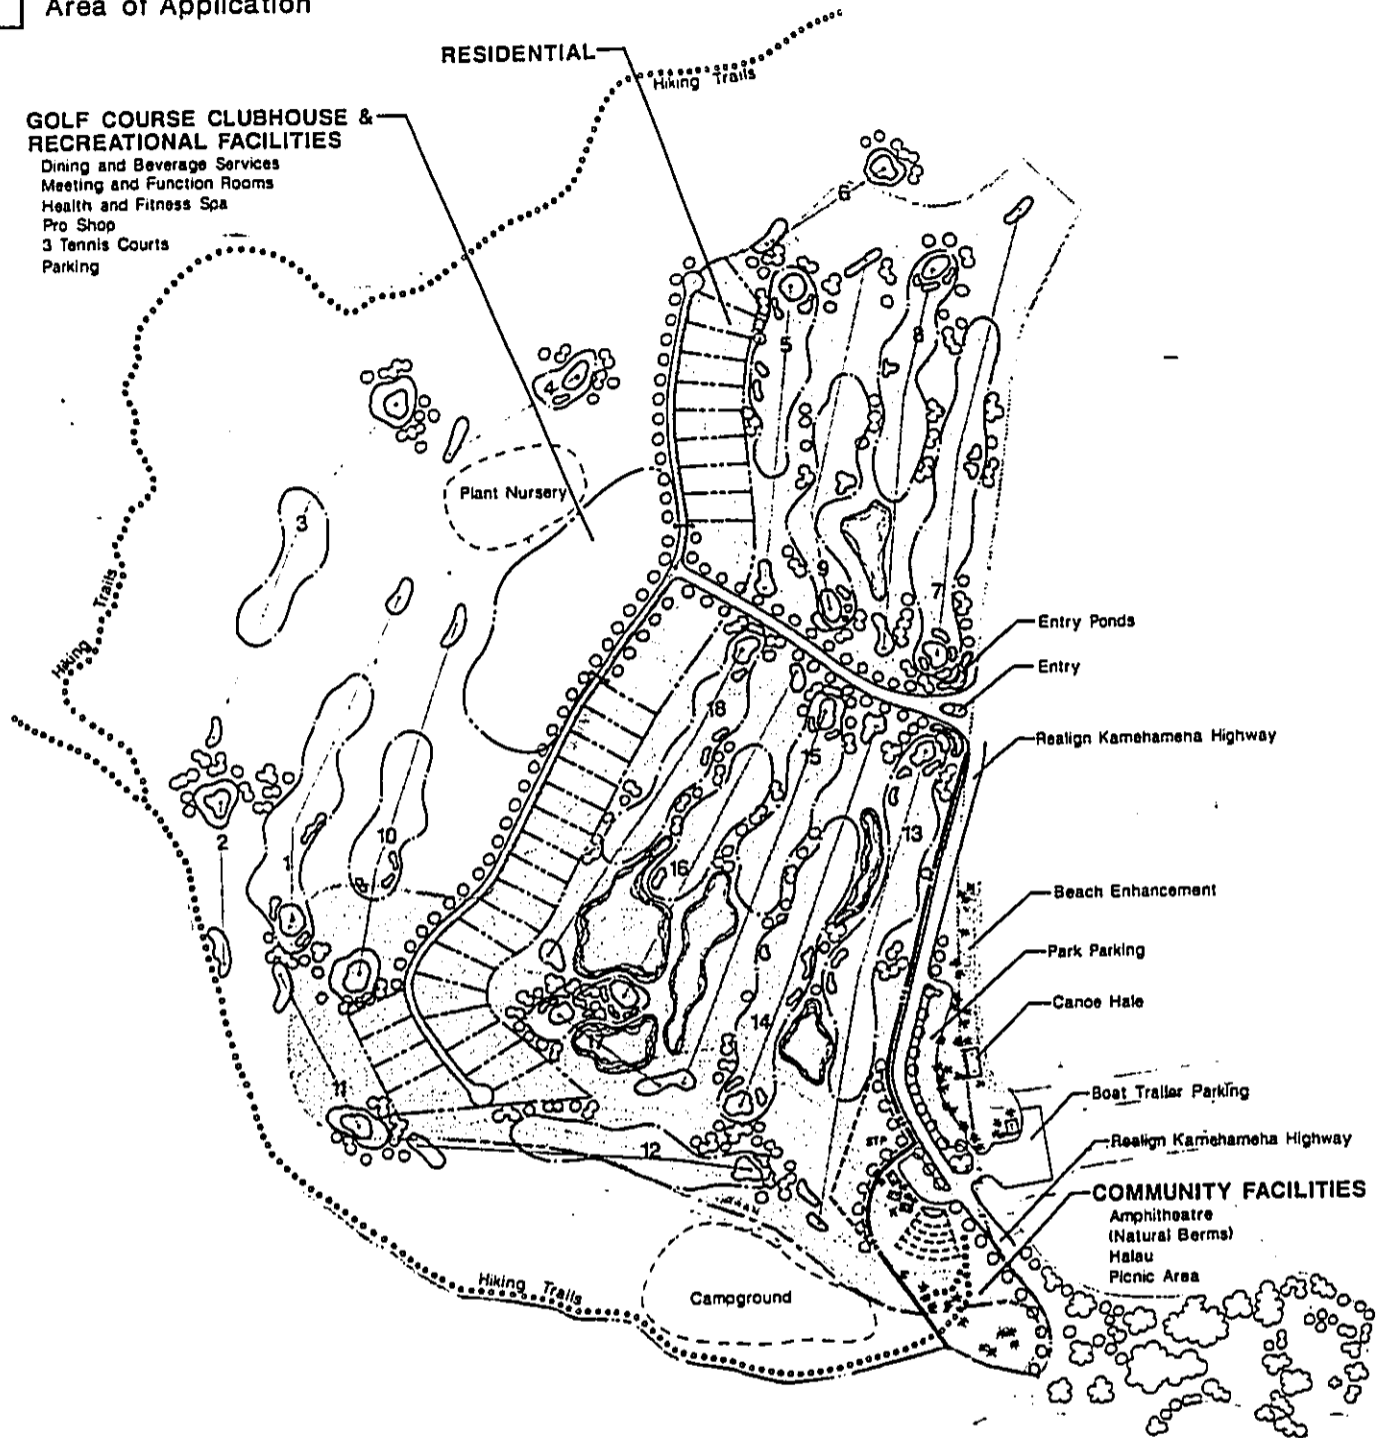 Area of Application
RESIDENTIAL
Hiking Trails
GOLF COURSE CLUBHOUSE &
RECREATIONAL FACILITIES
Dining and Beverage Services
Meeting and Function Rooms
Health and Fitness Spa
Pro Shop
3 Tennis Courts
Parking
6
5
8
4
Plant Nursery
3
9
7
Hiking Trails
Entry Ponds
Entry
18
15
Realign Kamehameha Highway
2
1
10
16
13
Beach Enhancement
Park Parking
Canoe Hale
14
17
11
Boat Trailer Parking
12
STP
Realign Kamehameha Highway
COMMUNITY FACILITIES
Amphitheatre
(Natural Berms)
Halau
Picnic Area
Hiking Trails
Campground